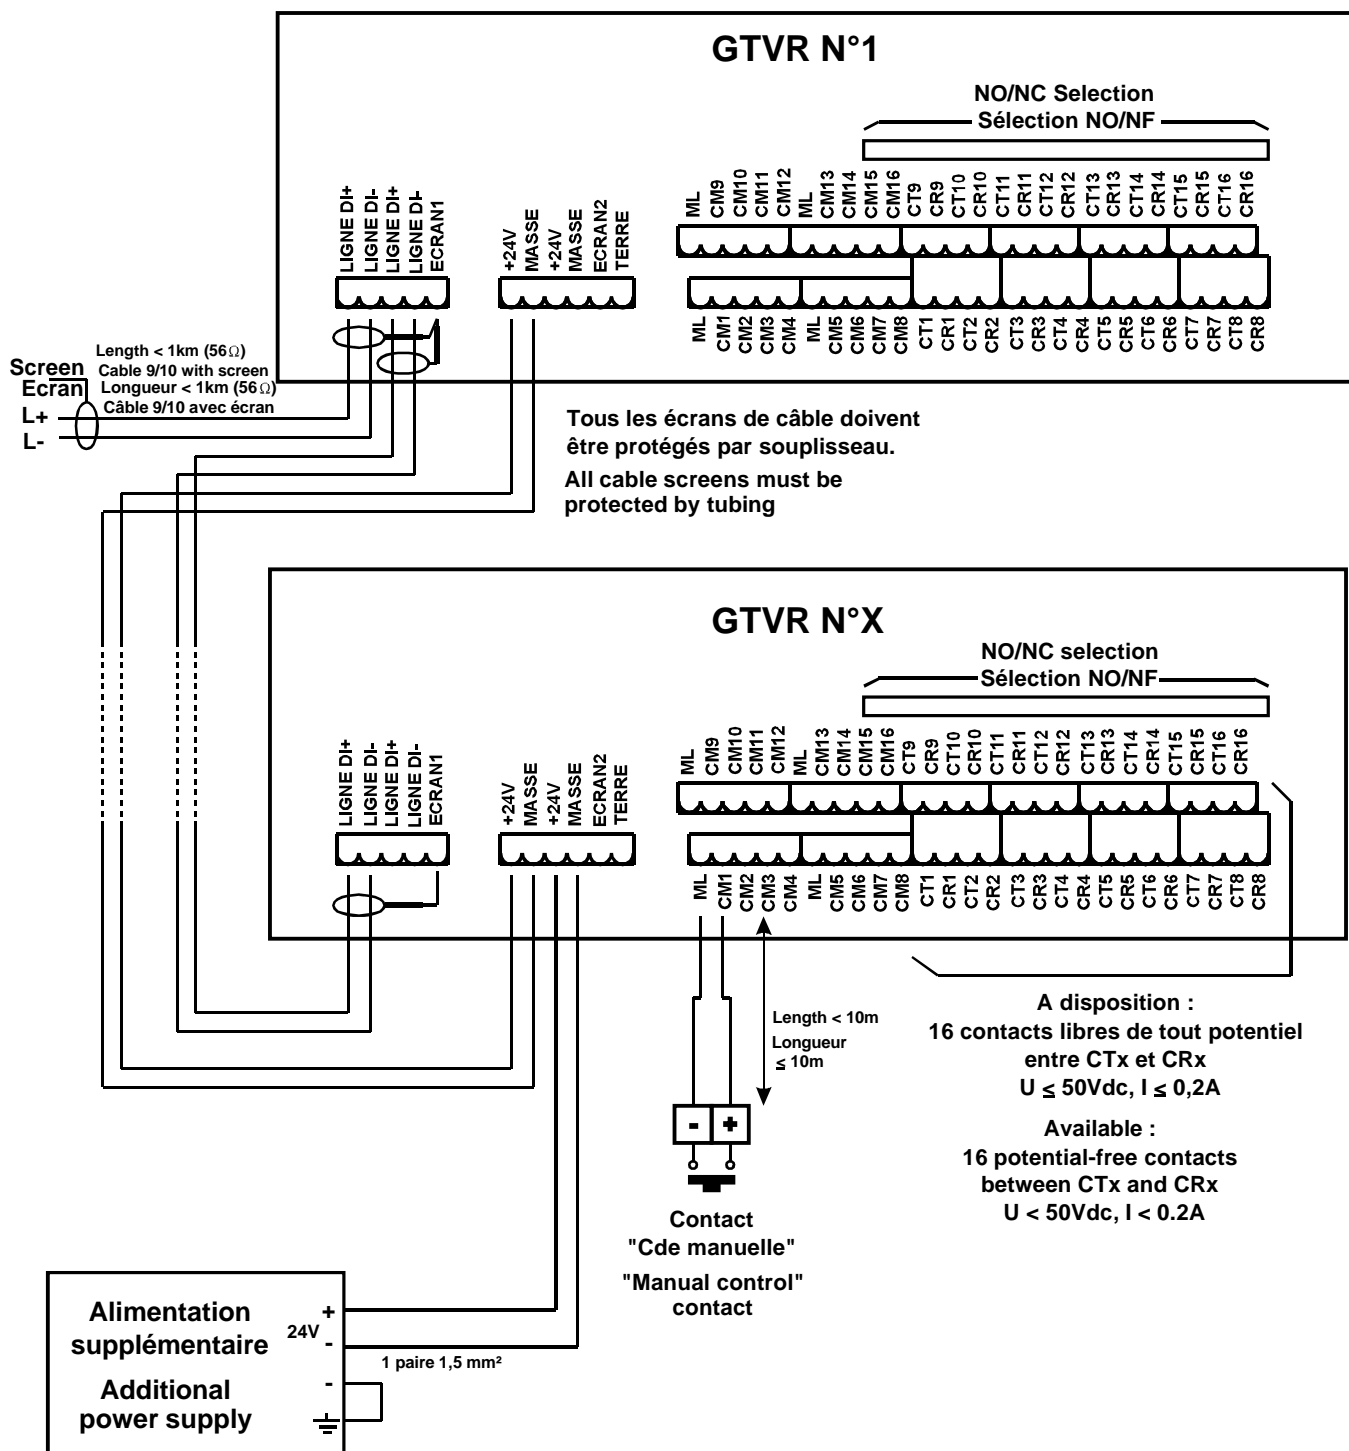 GTVR N°1
NO/NC Selection
Sélection NO/NF
LIGNE DI+
LIGNE DI-
LIGNE DI+
LIGNE DI-
ECRAN1
+24V
MASSE
+24V
MASSE
ECRAN2
TERRE
ML
CM9
CM10
CM11
CM12
ML
CM13
CM14
CM15
CM16
CT9
CR9
CT10
CR10
CT11
CR11
CT12
CR12
CT13
CR13
CT14
CR14
CT15
CR15
CT16
CR16
ML
CM1
CM2
CM3
CM4
ML
CM5
CM6
CM7
CM8
CT1
CR1
CT2
CR2
CT3
CR3
CT4
CR4
CT5
CR5
CT6
CR6
CT7
CR7
CT8
CR8
Screen
Ecran
L+
L-
Length < 1km (56Ω)
Cable 9/10 with screen
Longueur < 1km (56Ω)
Câble 9/10 avec écran
Tous les écrans de câble doivent
être protégés par souplisseau.
All cable screens must be
protected by tubing
GTVR N°X
NO/NC selection
Sélection NO/NF
LIGNE DI+
LIGNE DI-
LIGNE DI+
LIGNE DI-
ECRAN1
+24V
MASSE
+24V
MASSE
ECRAN2
TERRE
ML
CM9
CM10
CM11
CM12
ML
CM13
CM14
CM15
CM16
CT9
CR9
CT10
CR10
CT11
CR11
CT12
CR12
CT13
CR13
CT14
CR14
CT15
CR15
CT16
CR16
ML
CM1
CM2
CM3
CM4
ML
CM5
CM6
CM7
CM8
CT1
CR1
CT2
CR2
CT3
CR3
CT4
CR4
CT5
CR5
CT6
CR6
CT7
CR7
CT8
CR8
Length < 10m
Longueur
≤ 10m
- +
Contact
"Cde manuelle"
"Manual control"
contact
A disposition :
16 contacts libres de tout potentiel
entre CTx et CRx
U ≤ 50Vdc, I ≤ 0,2A
Available :
16 potential-free contacts
between CTx and CRx
U < 50Vdc, I < 0.2A
Alimentation
supplémentaire
24V
+
-
1 paire 1,5 mm²
Additional
power supply
-